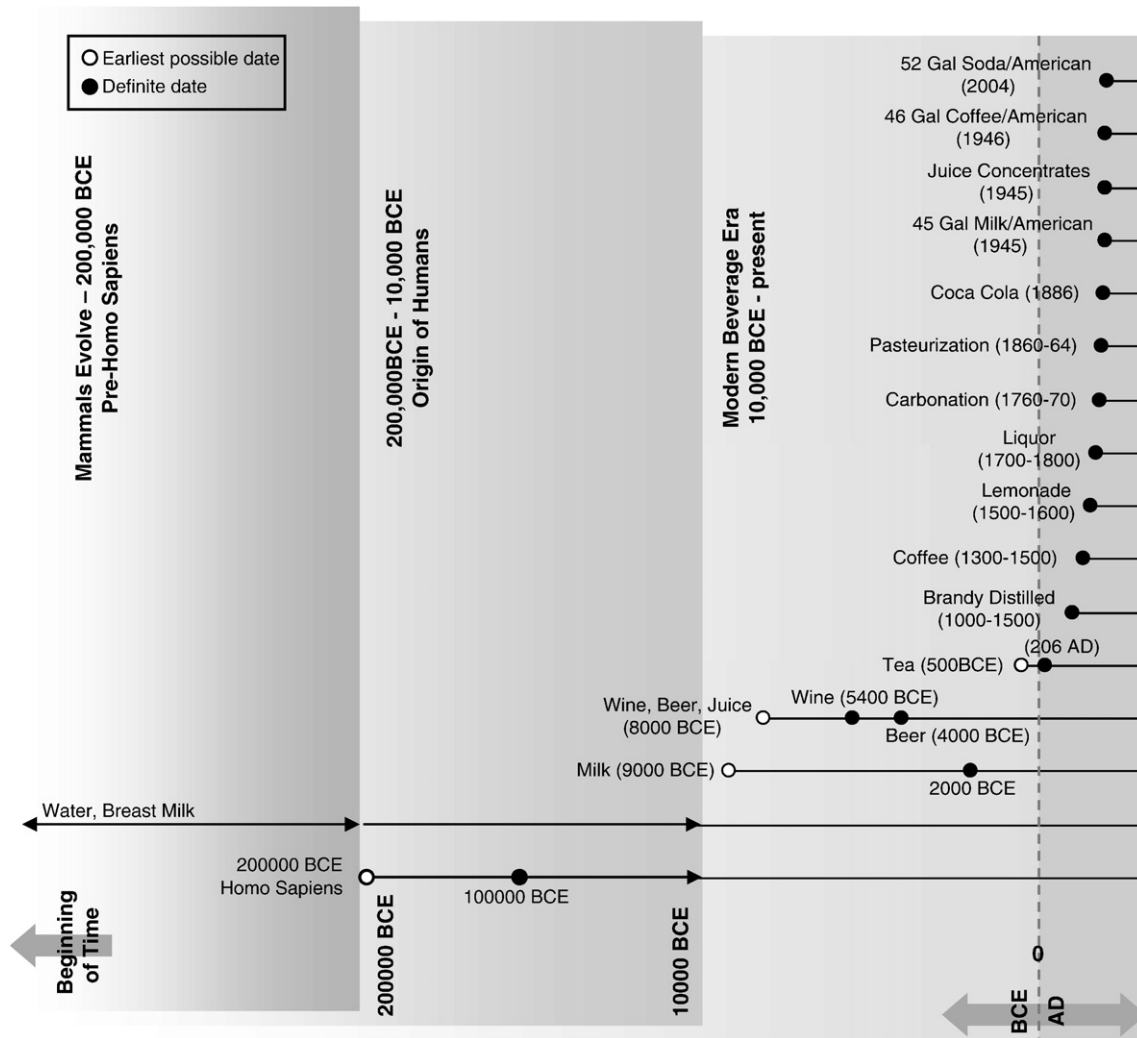 Earliest possible date
Definite date
Mammals Evolve – 200,000 BCE
Pre-Homo Sapiens
200,000BCE - 10,000 BCE
Origin of Humans
Modern Beverage Era
10,000 BCE - present
52 Gal Soda/American
(2004)
46 Gal Coffee/American
(1946)
Juice Concentrates
(1945)
45 Gal Milk/American
(1945)
Coca Cola (1886)
Pasteurization (1860-64)
Carbonation (1760-70)
Liquor
(1700-1800)
Lemonade
(1500-1600)
Coffee (1300-1500)
Brandy Distilled
(1000-1500)
(206 AD)
Tea (500BCE)
Wine, Beer, Juice
(8000 BCE)
Wine (5400 BCE)
Beer (4000 BCE)
Milk (9000 BCE)
2000 BCE
Water, Breast Milk
200000 BCE
Homo Sapiens
100000 BCE
Beginning
of Time
200000 BCE
10000 BCE
0
BCE
AD